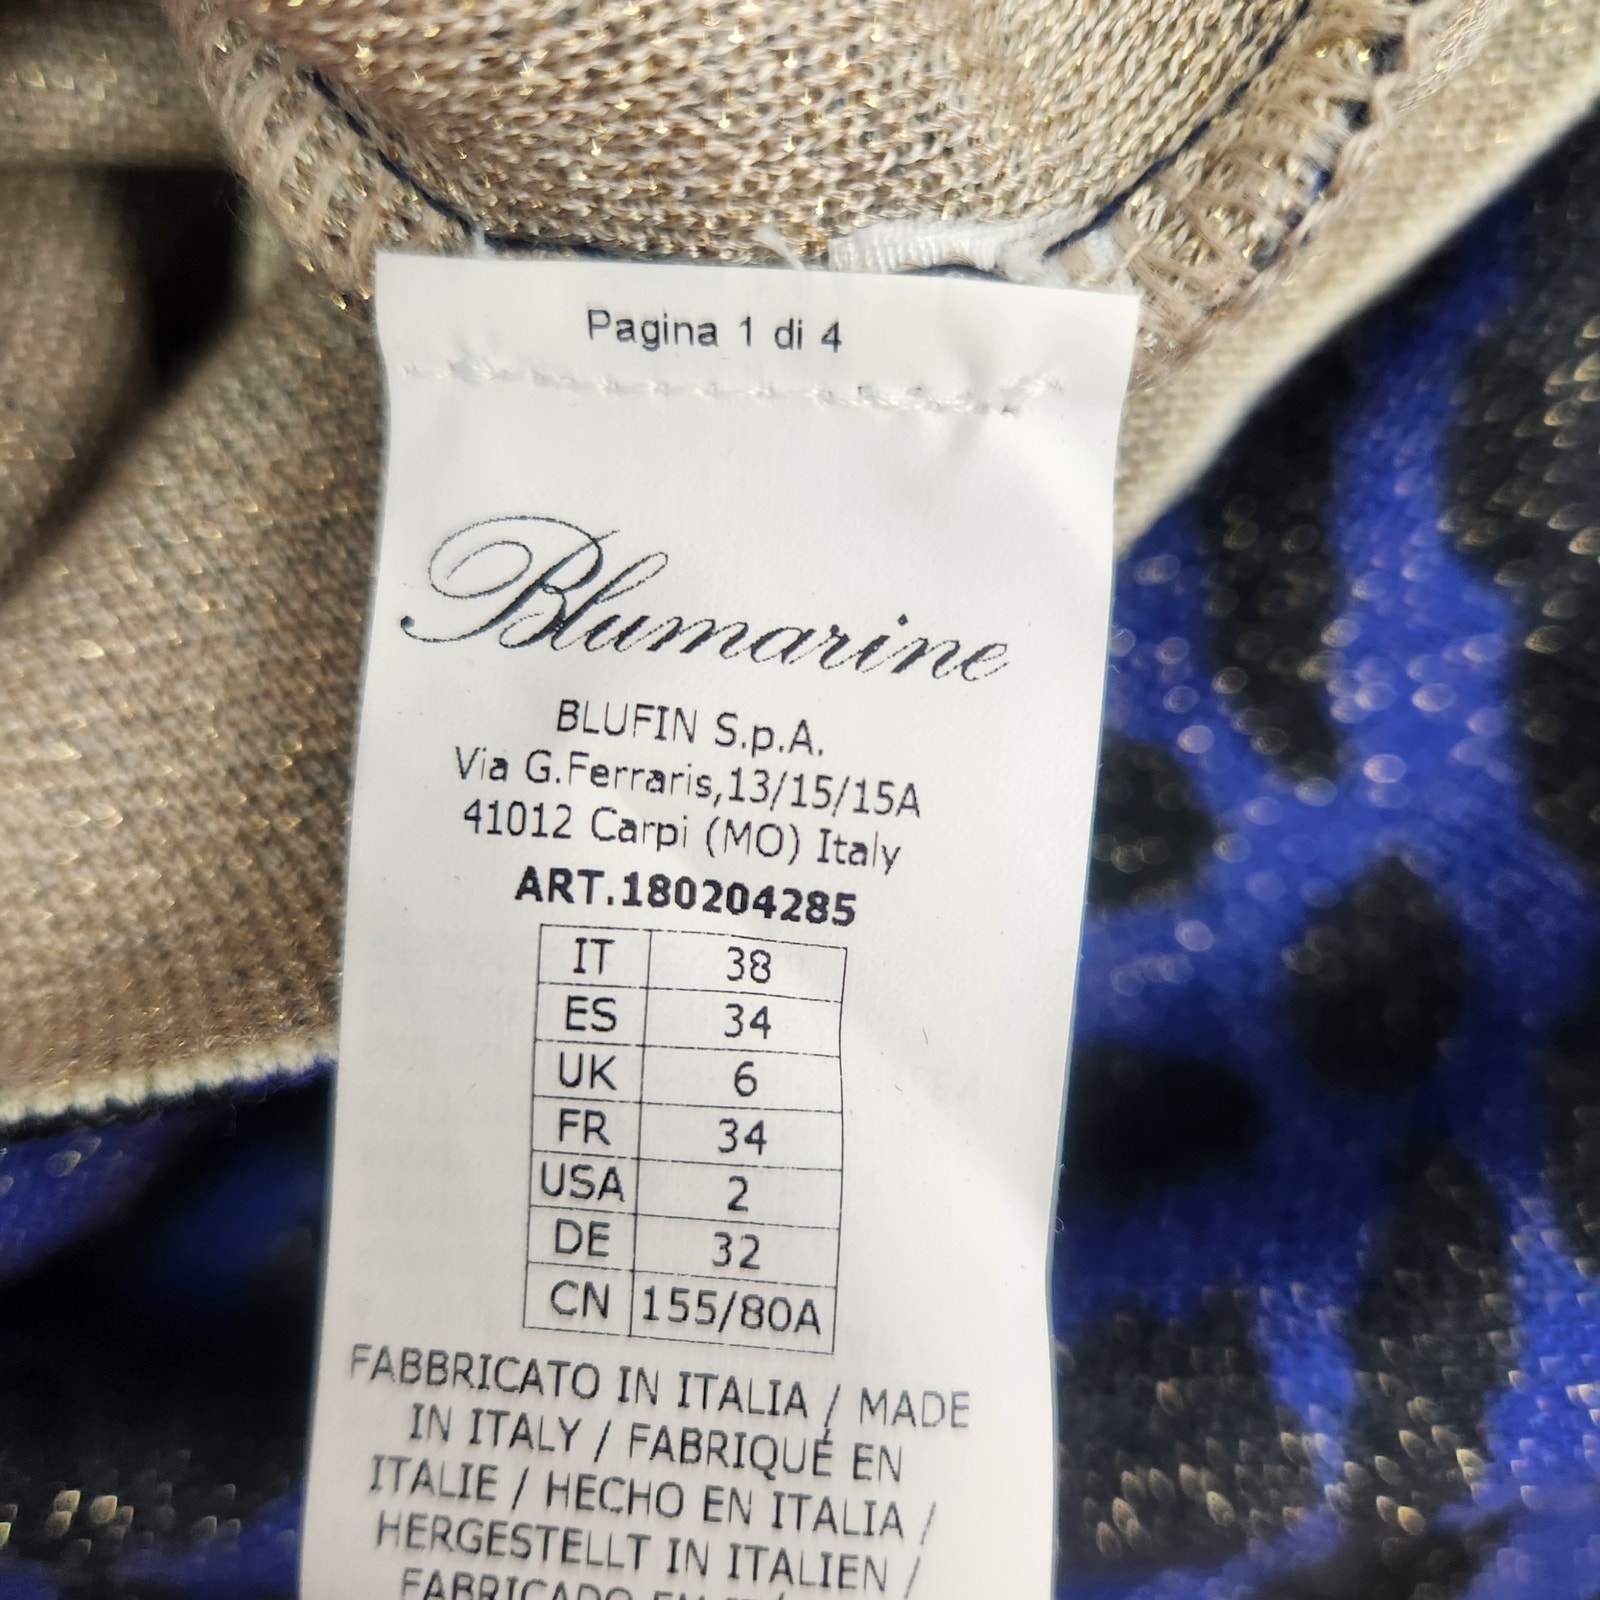 Pagina 1 di 4
Blumarine
BLUFIN S.p.A.
Via G.Ferraris,13/15/15A
41012 Carpi (MO) Italy
ART.180204285
IT 38
ES 34
UK 6
FR 34
USA 2
DE 32
CN 155/80A
FABBRICATO IN ITALIA / MADE
IN ITALY / FABRIQUÉ EN
ITALIE / HECHO EN ITALIA /
HERGESTELLT IN ITALIEN /
FABRICADO EM